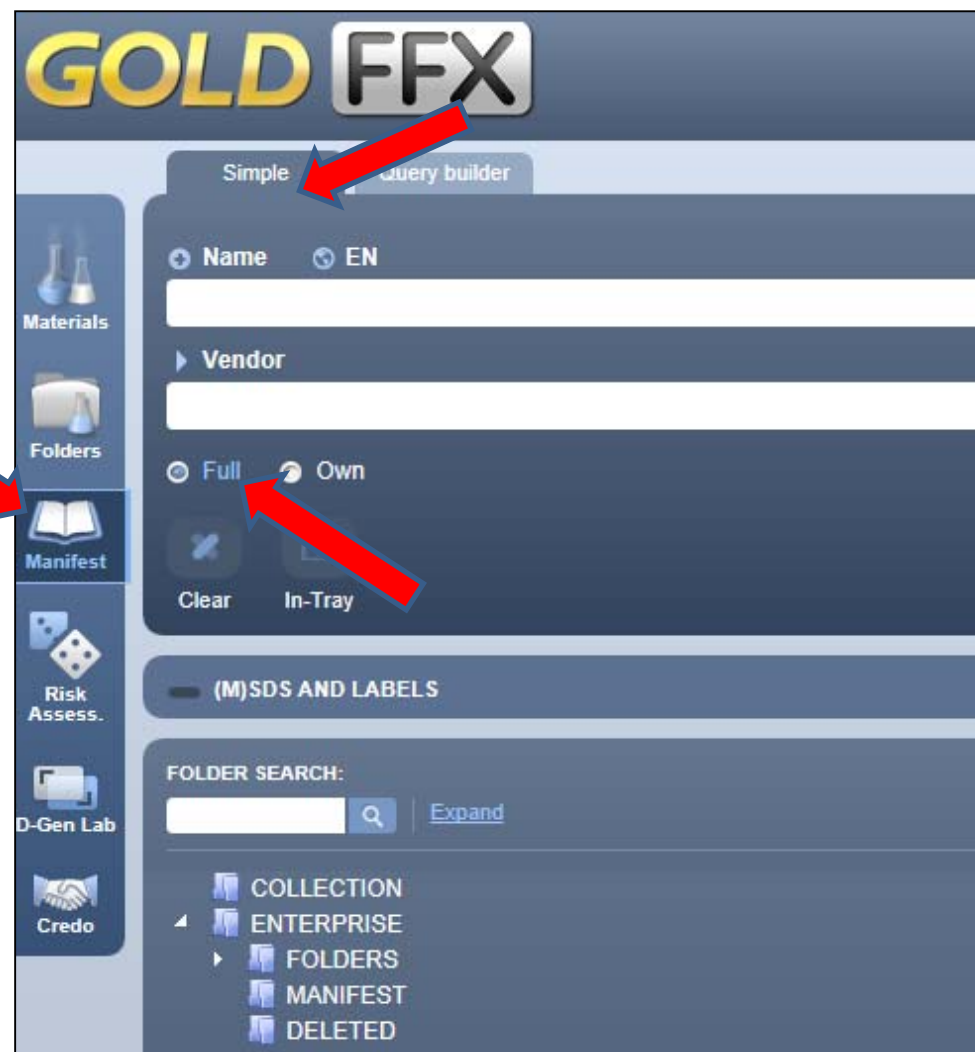 GOLD FFX
Simple Query builder
Name EN
Vendor
Full Own
Clear In-Tray
Materials
Folders
Manifest
Risk
Assess.
D-Gen Lab
Credo
(M)SDS AND LABELS
FOLDER SEARCH:
Expand
COLLECTION
ENTERPRISE
FOLDERS
MANIFEST
DELETED